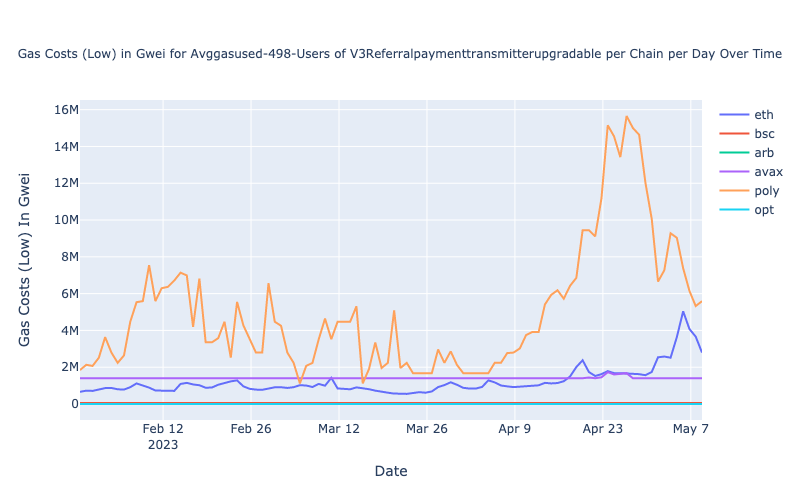 Gas Costs (Low) in Gwei for Avggasused-498-Users of V3Referralpaymenttransmitterupgradable per Chain per Day Over Time
16M
14M
12M
10M
8M
6M
4M
2M
0
Gas Costs (Low) In Gwei
Feb 12
2023
Feb 26
Mar 12
Mar 26
Apr 9
Apr 23
May 7
Date
eth
bsc
arb
avax
poly
opt